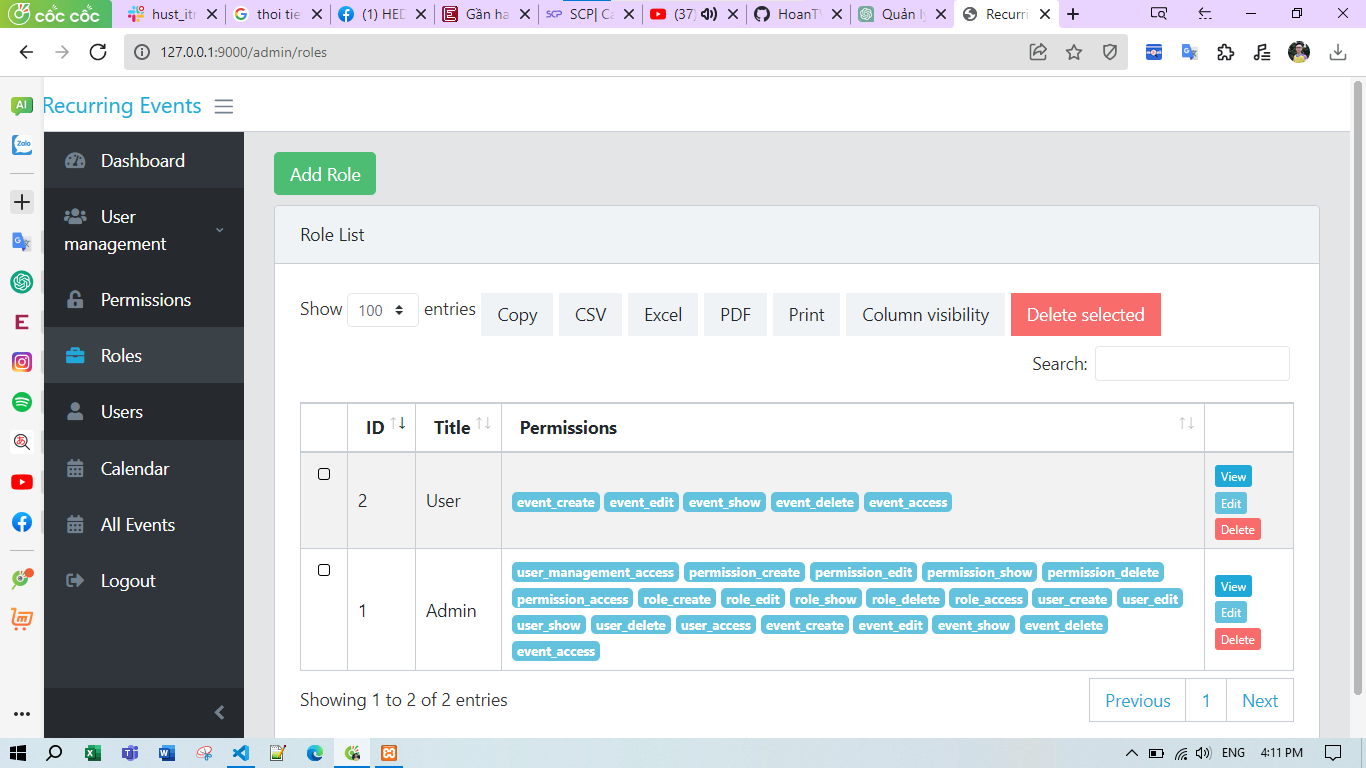 cốc cốc hust_itr thoi tie (1) HED Gần ha SCP| Ca (37) HoanTV Quản lý Recurri
127.0.0.1:9000/admin/roles
Recurring Events
Dashboard
User
management
Permissions
Roles
Users
Calendar
All Events
Logout
Add Role
Role List
Show 100 entries Copy CSV Excel PDF Print Column visibility Delete selected
Search:
ID Title Permissions
2 User event_create event_edit event_show event_delete event_access View Edit Delete
1 Admin
user_management_access permission_create permission_edit permission_show permission_delete
permission_access role_create role_edit role_show role_delete role_access user_create user_edit
user_show user_delete user_access event_create event_edit event_show event_delete
event_access
View
Edit
Delete
Showing 1 to 2 of 2 entries
Previous 1 Next
AI
Zalo
ENG 4:11 PM